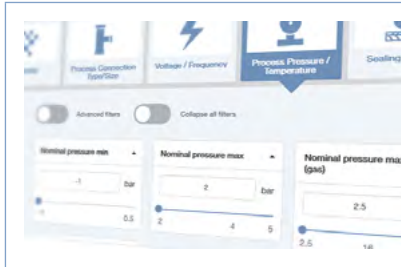 Process Connection
Type/Size
Voltage / Frequency
Process Pressure /
Temperature
Sealing
Advanced filters
Collapse all filters
Nominal pressure min
Nominal pressure max
Nominal pressure max
(gas)
-1
bar
2
bar
2.5
-1
0.5
2
4
5
2.5
16